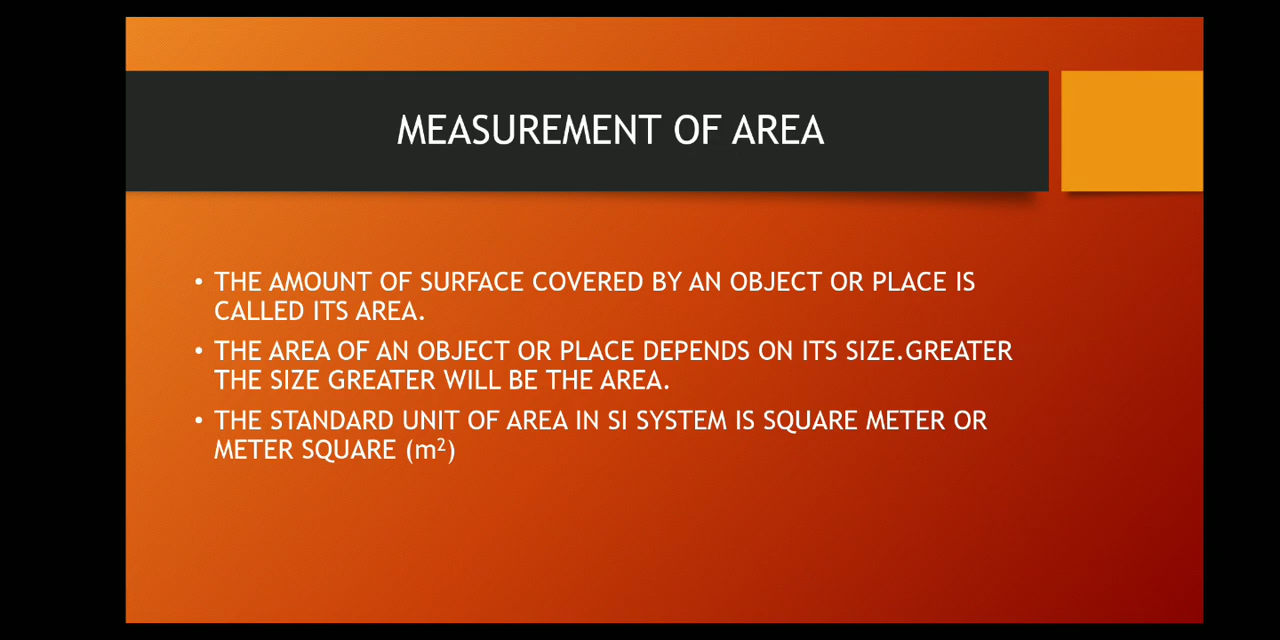 MEASUREMENT OF AREA
• THE AMOUNT OF SURFACE COVERED BY AN OBJECT OR PLACE IS
CALLED ITS AREA.
• THE AREA OF AN OBJECT OR PLACE DEPENDS ON ITS SIZE.GREATER
THE SIZE GREATER WILL BE THE AREA.
• THE STANDARD UNIT OF AREA IN SI SYSTEM IS SQUARE METER OR
METER SQUARE (m²)